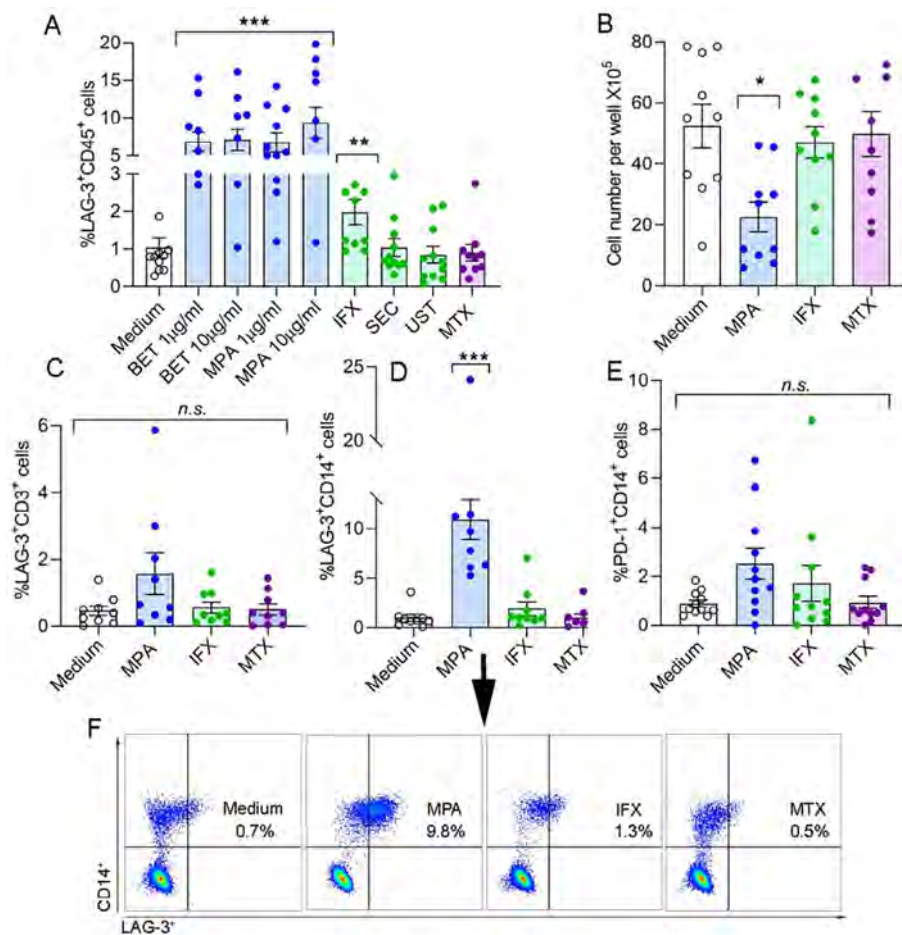 A
***
%LAG-3+CD45+ cells
20
15
10
5
3
2
1
0
**
Medium
BET 1μg/ml
BET 10μg/ml
MPA 1μg/ml
MPA 10μg/ml
IFX
SEC
UST
MTX
B
Cell number per well X10⁵
80
60
40
20
0
*
Medium
MPA
IFX
MTX
C
%LAG-3+CD3+ cells
6
4
2
0
n.s.
Medium
MPA
IFX
MTX
D
%LAG-3+CD14+ cells
25
20
10
5
0
***
Medium
MPA
IFX
MTX
E
%PD-1+CD14+ cells
10
8
6
4
2
0
n.s.
Medium
MPA
IFX
MTX
F
CD14+
Medium
0.7%
MPA
9.8%
IFX
1.3%
MTX
0.5%
LAG-3+